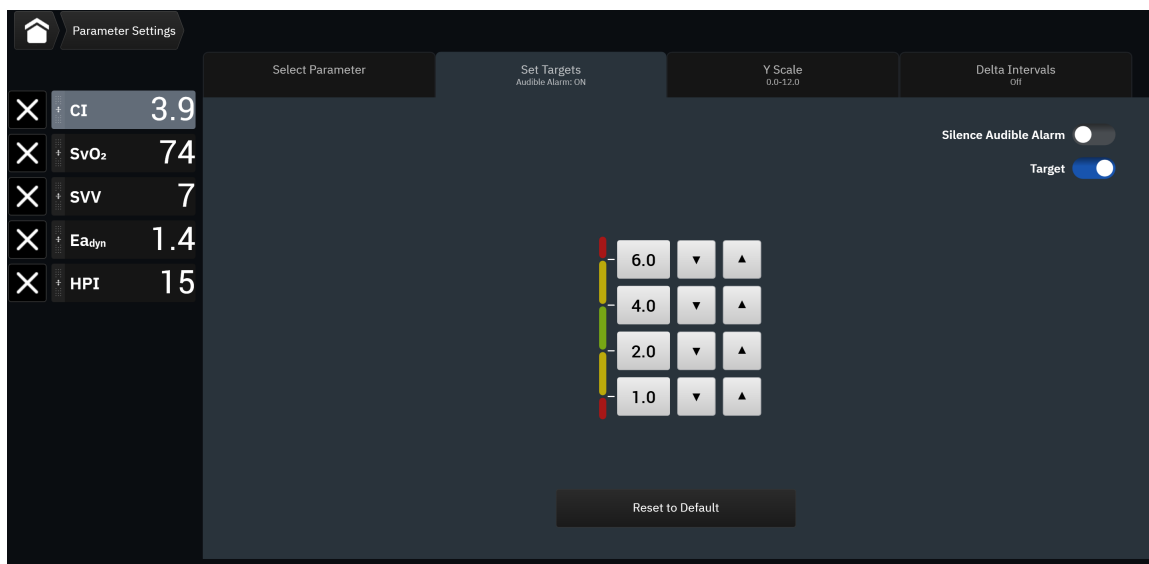 Parameter Settings
Select Parameter
Set Targets
Audible Alarm: ON
Y Scale
0.0-12.0
Delta Intervals
Off
CI 3.9
SvO₂ 74
SVV 7
Eadyn 1.4
HPI 15
Silence Audible Alarm
Target
6.0
4.0
2.0
1.0
Reset to Default